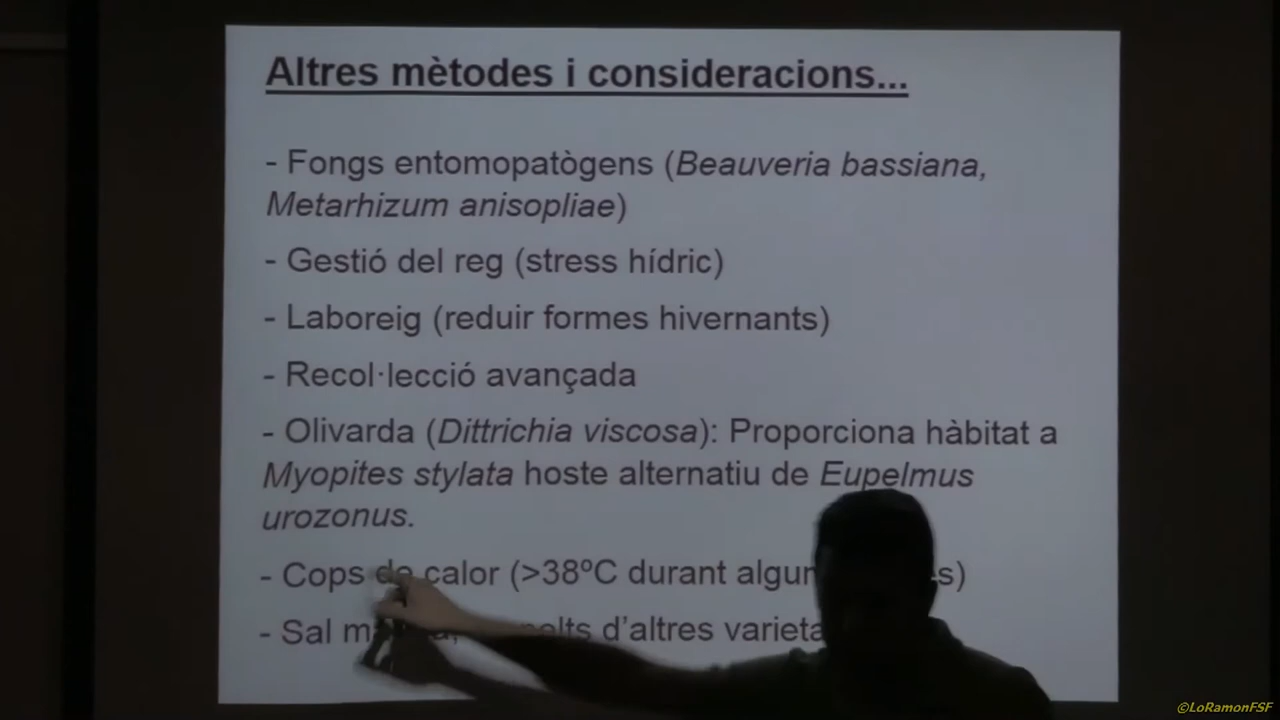 Altres mètodes i consideracions...
- Fongs entomopatògens (Beauveria bassiana,
Metarhizum anisopliae)
- Gestió del reg (stress hídric)
- Laboreig (reduir formes hivernants)
- Recol·lecció avançada
- Olivarda (Dittrichia viscosa): Proporciona hàbitat a
Myopites stylata hoste alternatiu de Eupelmus
urozonus.
- Cops de calor (>38ºC durant
- Sal d'altres
©LoRamonFSF